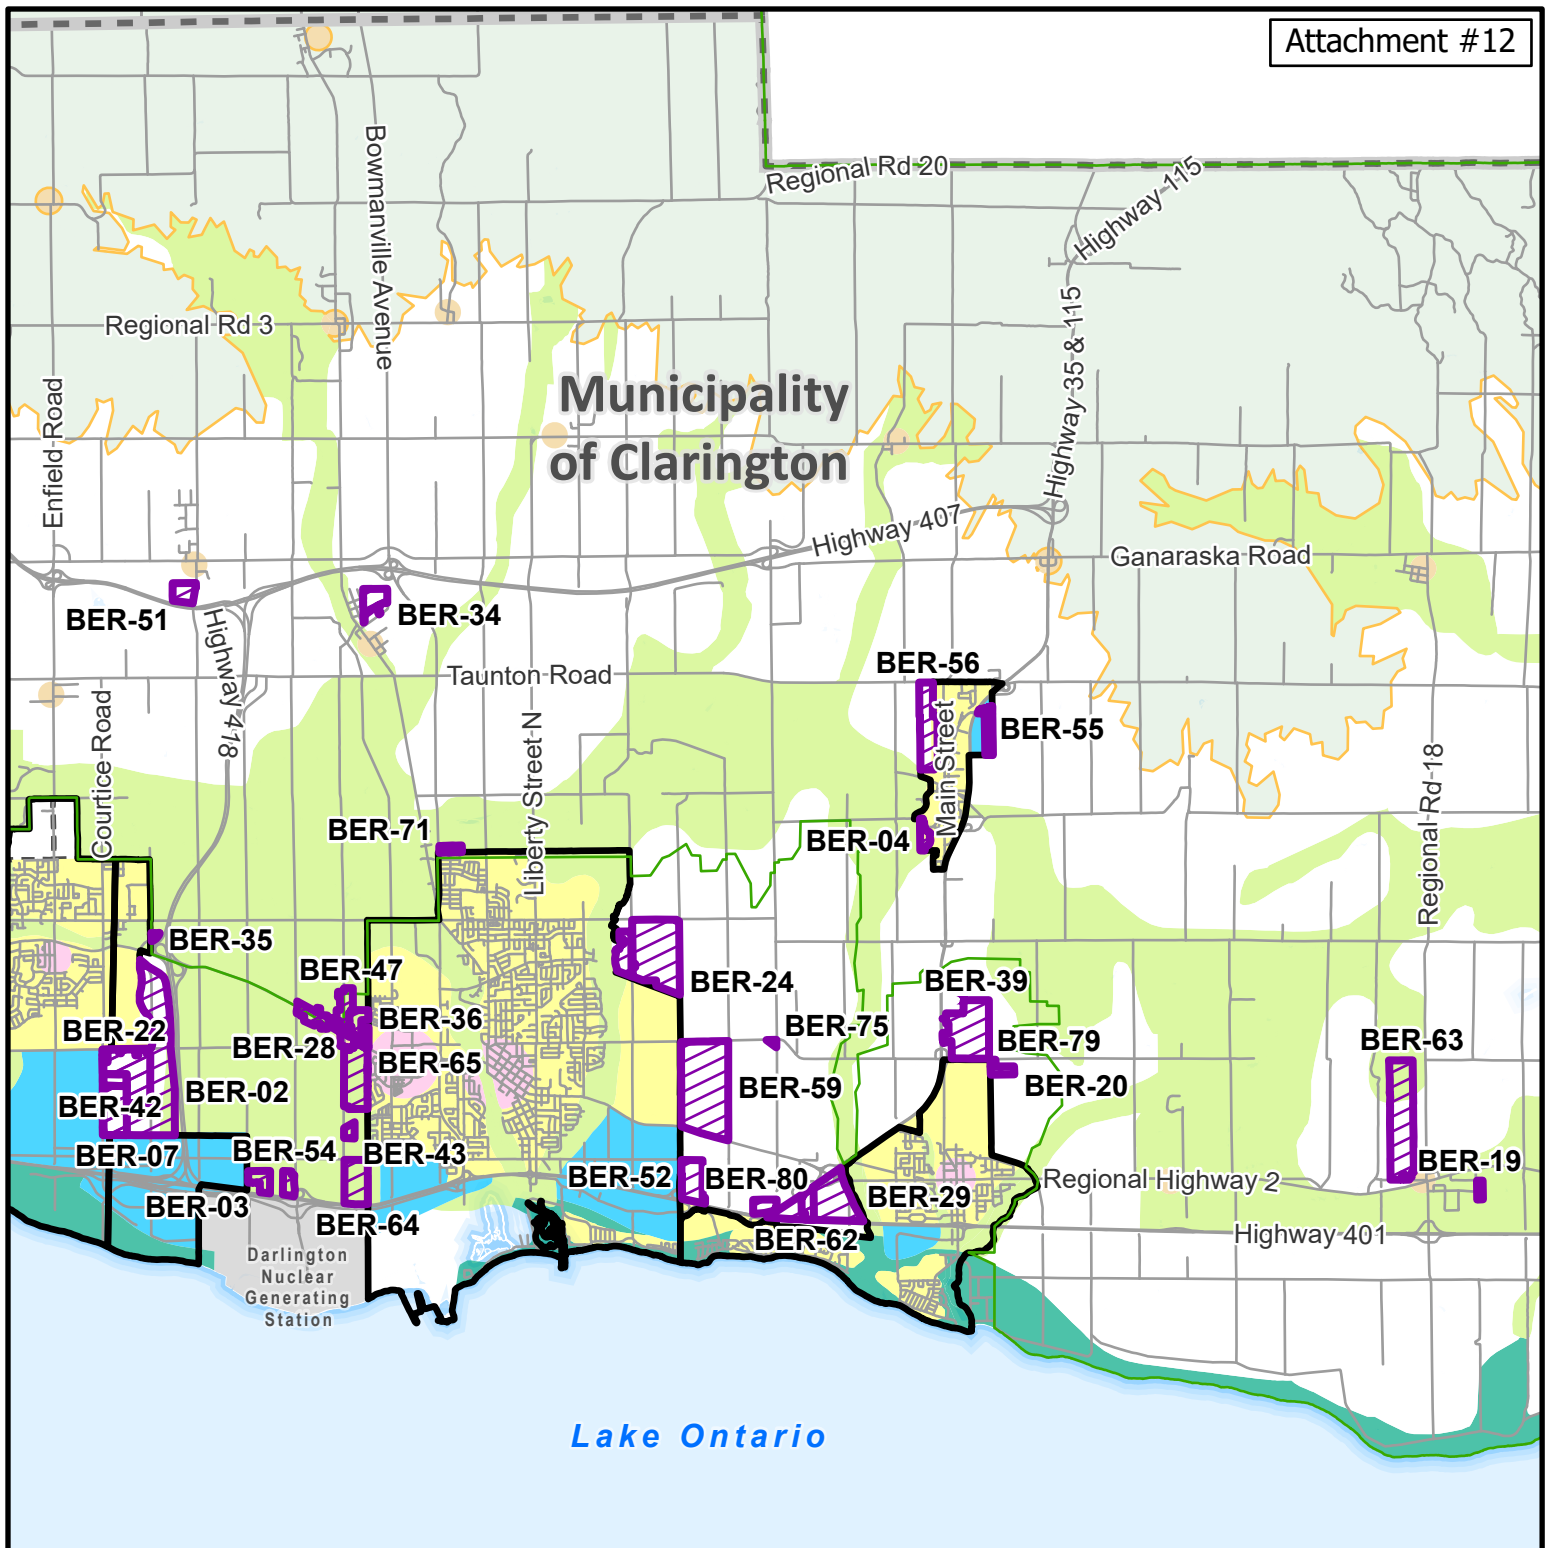 Attachment #12
Bowmanville Avenue
Regional Rd 20
Highway 115
Regional Rd 3
Highway 35 & 115
Municipality
of Clarington
Enfield Road
Highway 407
Ganaraska Road
BER-51
BER-34
Highway 418
Taunton Road
BER-56
Main Street
BER-55
Courtice Road
Liberty Street N
Regional Rd 18
BER-71
BER-04
BER-35
BER-47
BER-24
BER-39
BER-22
BER-36
BER-28
BER-75
BER-79
BER-63
BER-65
BER-02
BER-59
BER-20
BER-42
BER-07
BER-54
BER-43
BER-52
BER-80
BER-19
Regional Highway 2
BER-03
BER-29
BER-64
BER-62
Highway 401
Darlington
Nuclear
Generating
Station
Lake Ontario